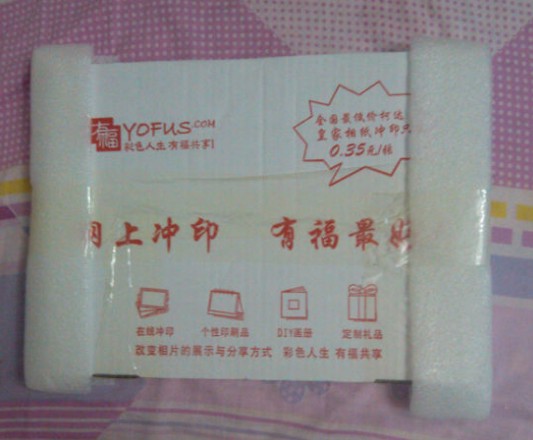 有福 YOFUS.COM
彩色人生 有福共享
全国最低价柯达
皇家相纸冲印
0.35元/张
网上冲印 有福最好
在线冲印 个性印刷品 DIY画册 定制礼品
改变相片的展示与分享方式 彩色人生 有福共享